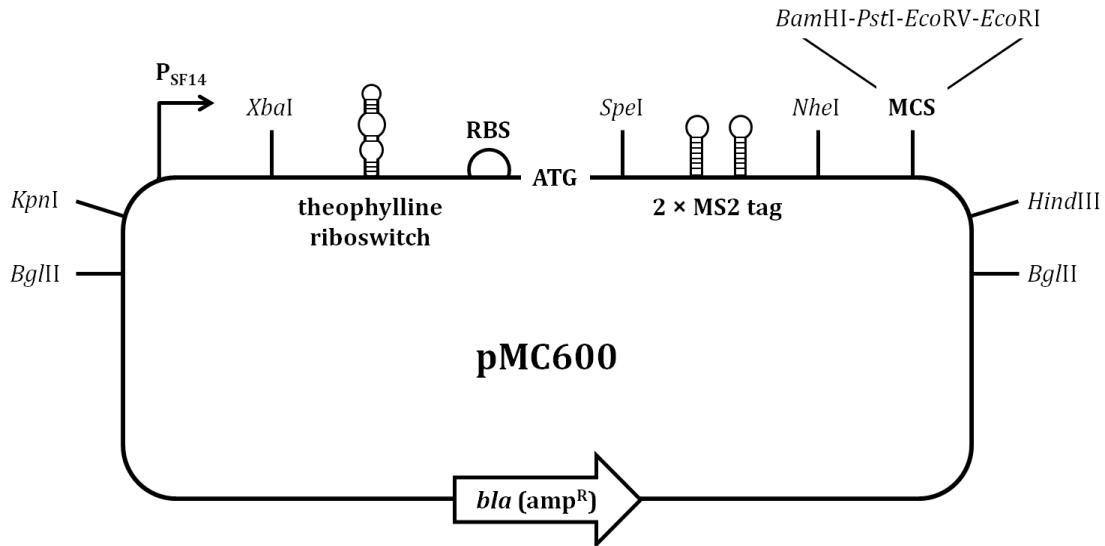 BamHI-PstI-EcoRV-EcoRI
PSF14
XbaI
RBS
SpeI
NheI
MCS
ATG
KpnI
theophylline
riboswitch
2 × MS2 tag
HindIII
BglII
BglII
pMC600
bla (ampR)